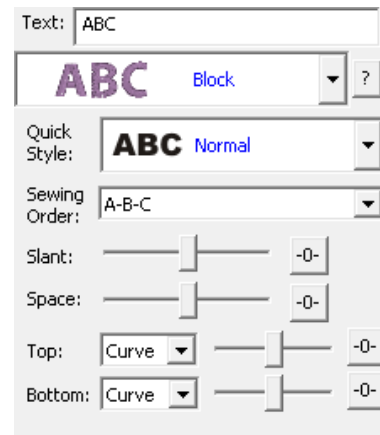 Text: ABC
ABC Block ?
Quick Style: ABC Normal
Sewing Order: A-B-C
Slant: -0-
Space: -0-
Top: Curve -0-
Bottom: Curve -0-